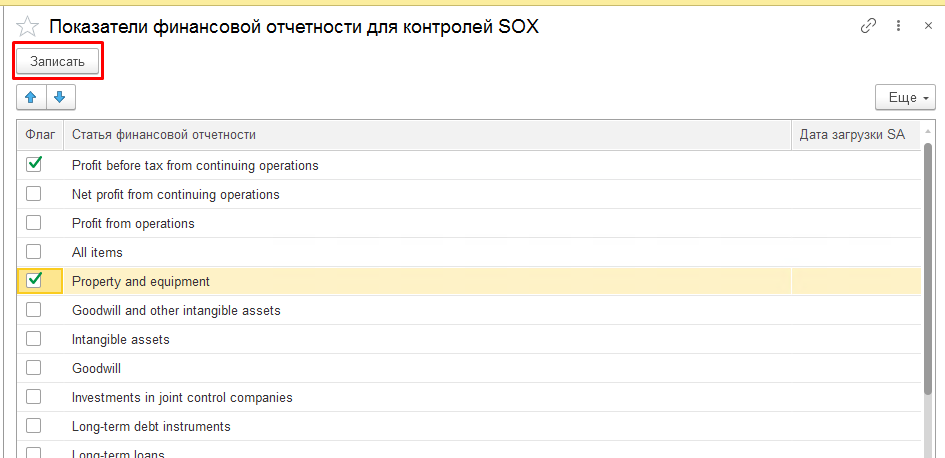 Показатели финансовой отчетности для контролей SOX
Записать
Еще
Флаг Статья финансовой отчетности Дата загрузки SA
Profit before tax from continuing operations
Net profit from continuing operations
Profit from operations
All items
Property and equipment
Goodwill and other intangible assets
Intangible assets
Goodwill
Investments in joint control companies
Long-term debt instruments
Long-term loans